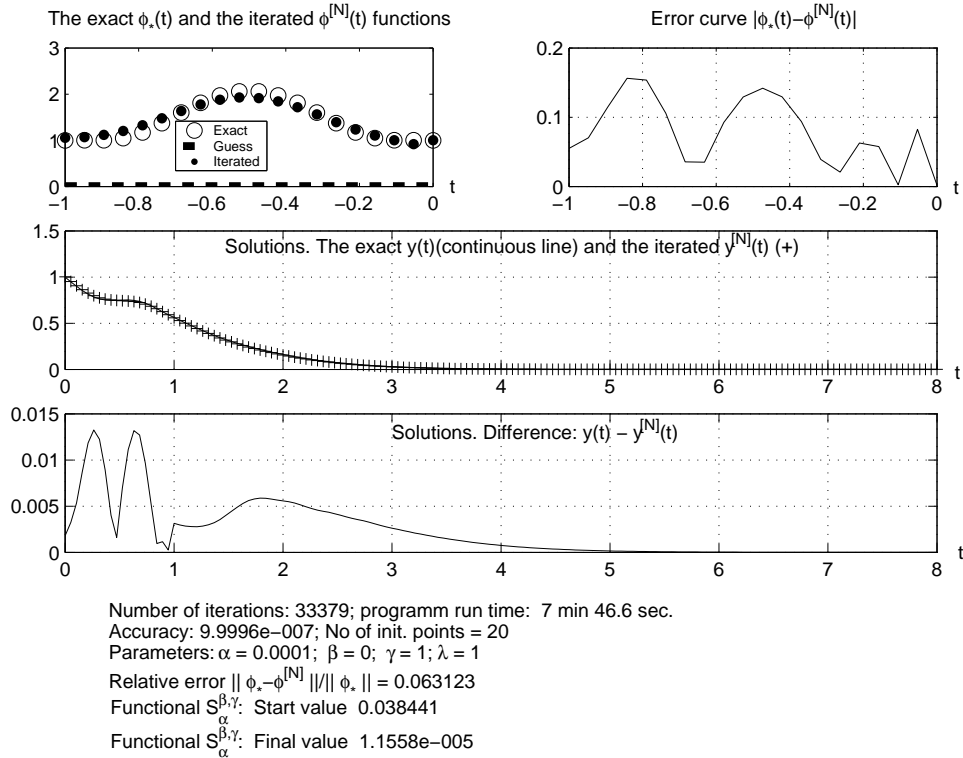 The exact ϕ*(t) and the iterated ϕ[N](t) functions
3
2
1
0
Exact
Guess
Iterated
t
−1 −0.8 −0.6 −0.4 −0.2 0
Error curve |ϕ*(t)−ϕ[N](t)|
0.2
0.1
0
t
−1 −0.8 −0.6 −0.4 −0.2 0
Solutions. The exact y(t)(continuous line) and the iterated y[N](t) (+)
1.5
1
0.5
0
t
0 1 2 3 4 5 6 7 8
Solutions. Difference: y(t) − y[N](t)
0.015
0.01
0.005
0
t
0 1 2 3 4 5 6 7 8
Number of iterations: 33379; programm run time: 7 min 46.6 sec.
Accuracy: 9.9996e−007; No of init. points = 20
Parameters: α = 0.0001; β = 0; γ = 1; λ = 1
Relative error || ϕ*−ϕ[N] ||/|| ϕ* || = 0.063123
Functional Sαβ,γ: Start value 0.038441
Functional Sαβ,γ: Final value 1.1558e−005